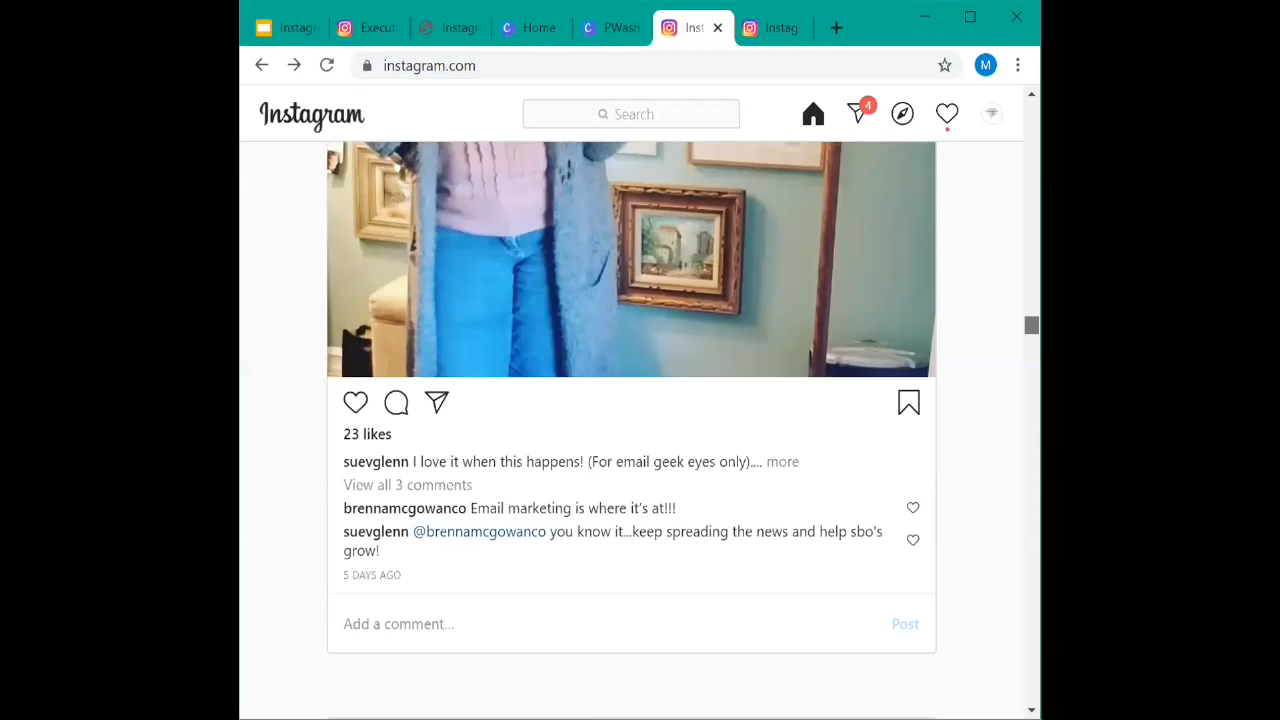 Instagr
Execut
Instagr
Home
PWash
Inst
Instag
M
instagram.com
Instagram
Search
4
23 likes
suevglenn I love it when this happens! (For email geek eyes only).... more
View all 3 comments
brennamcgowanco Email marketing is where it's at!!!
suevglenn @brennamcgowanco you know it...keep spreading the news and help sbo's
grow!
5 DAYS AGO
Add a comment...
Post